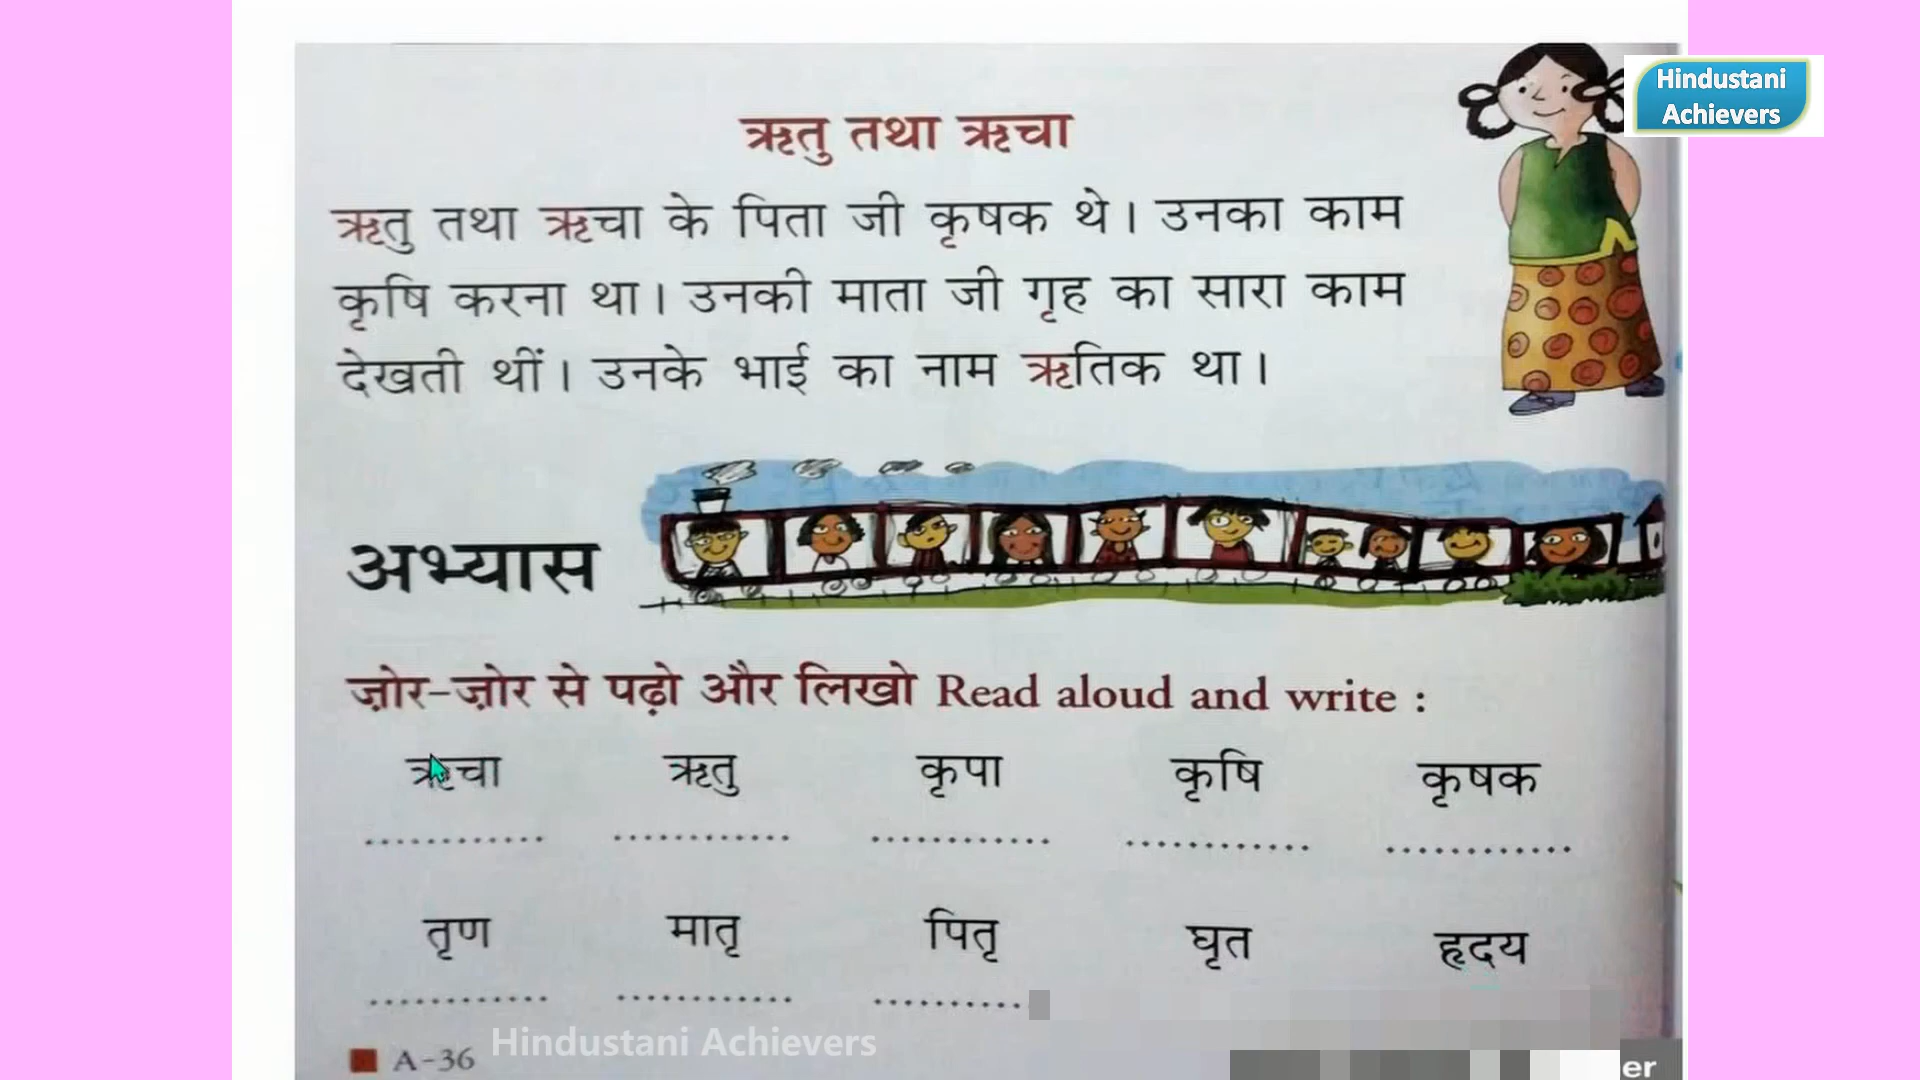 Hindustani
Achievers
ऋतु तथा ऋचा
ऋतु तथा ऋचा के पिता जी कृषक थे। उनका काम
कृषि करना था। उनकी माता जी गृह का सारा काम
देखती थीं। उनके भाई का नाम ऋतिक था।
अभ्यास
ज़ोर-ज़ोर से पढ़ो और लिखो Read aloud and write :
ऋचा ऋतु कृपा कृषि कृषक
तृण मातृ पितृ घृत हृदय
Hindustani Achievers
A-36